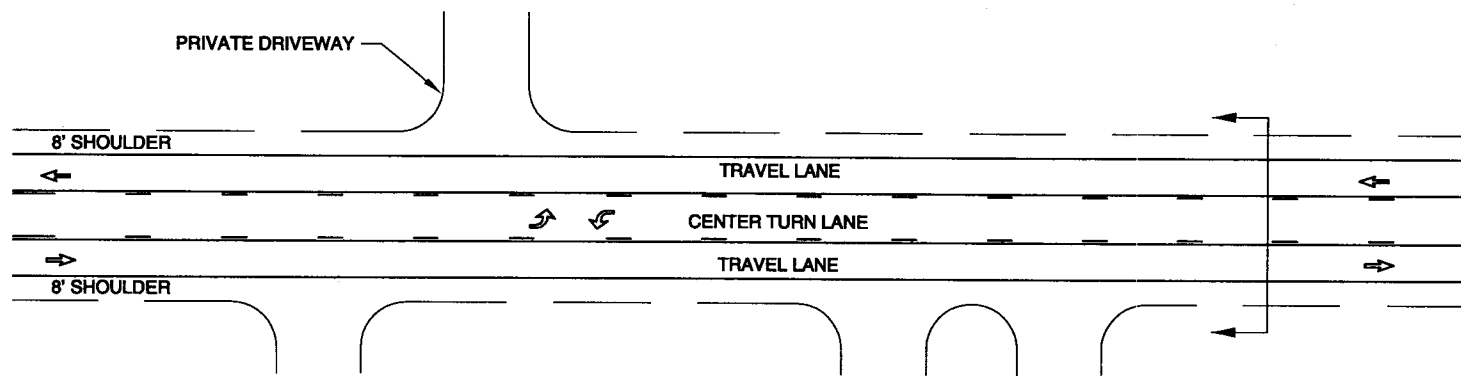 PRIVATE DRIVEWAY
8' SHOULDER
TRAVEL LANE
CENTER TURN LANE
TRAVEL LANE
8' SHOULDER